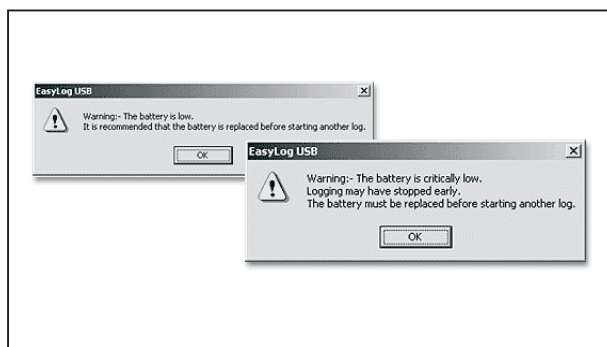 EasyLog USB
Warning:- The battery is low.
It is recommended that the battery is replaced before starting another log.
OK
EasyLog USB
Warning:- The battery is critically low.
Logging may have stopped early.
The battery must be replaced before starting another log.
OK